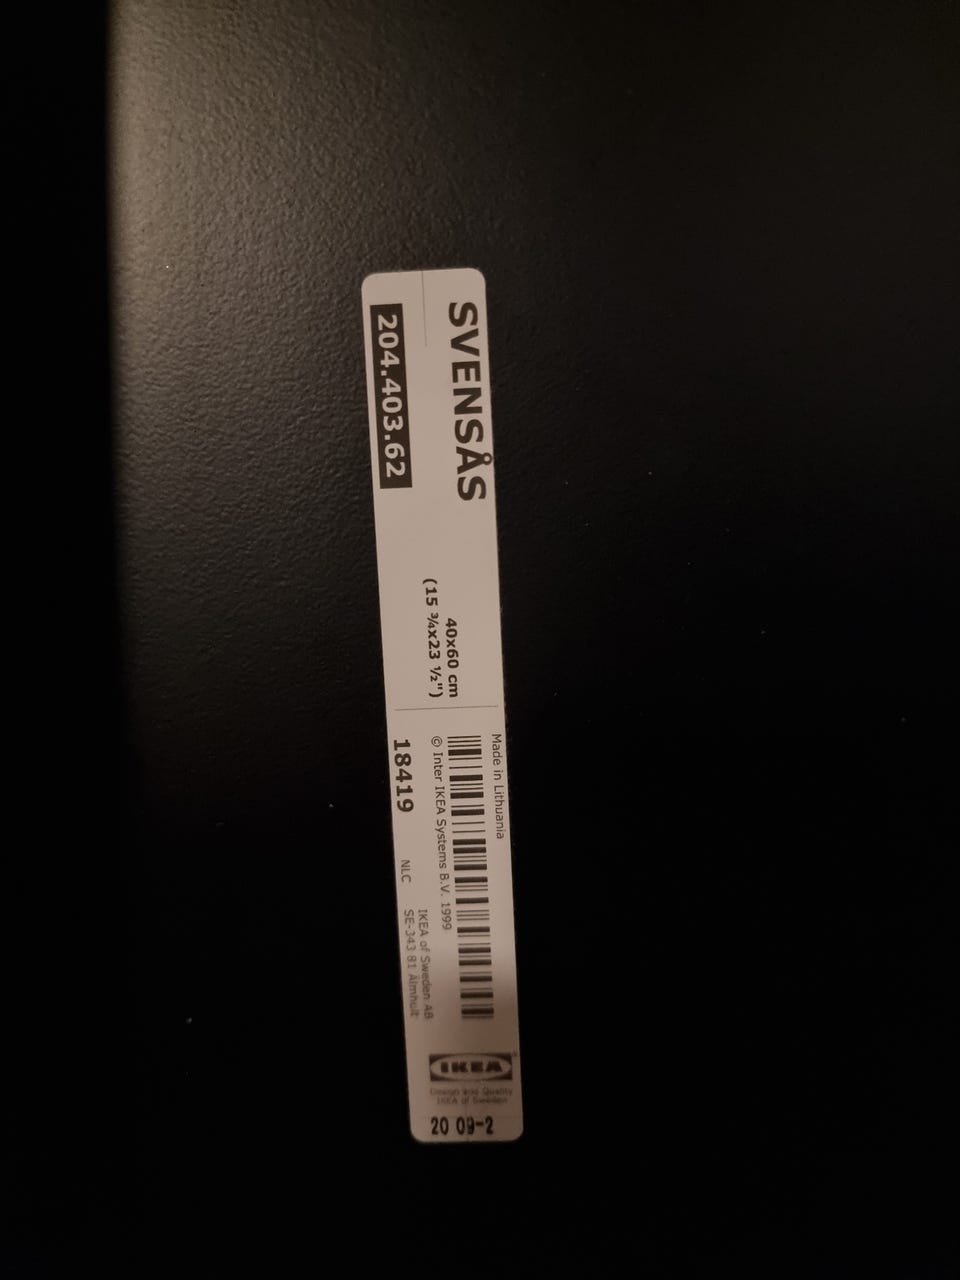 SVENSÅS
204.403.62
40x60 cm
(15 ¾x23 ½")
Made in Lithuania
© Inter IKEA Systems B.V. 1999
18419
NLC
IKEA of Sweden AB
SE-343 81 Älmhult
IKEA
Design and Quality
IKEA of Sweden
20 09-2